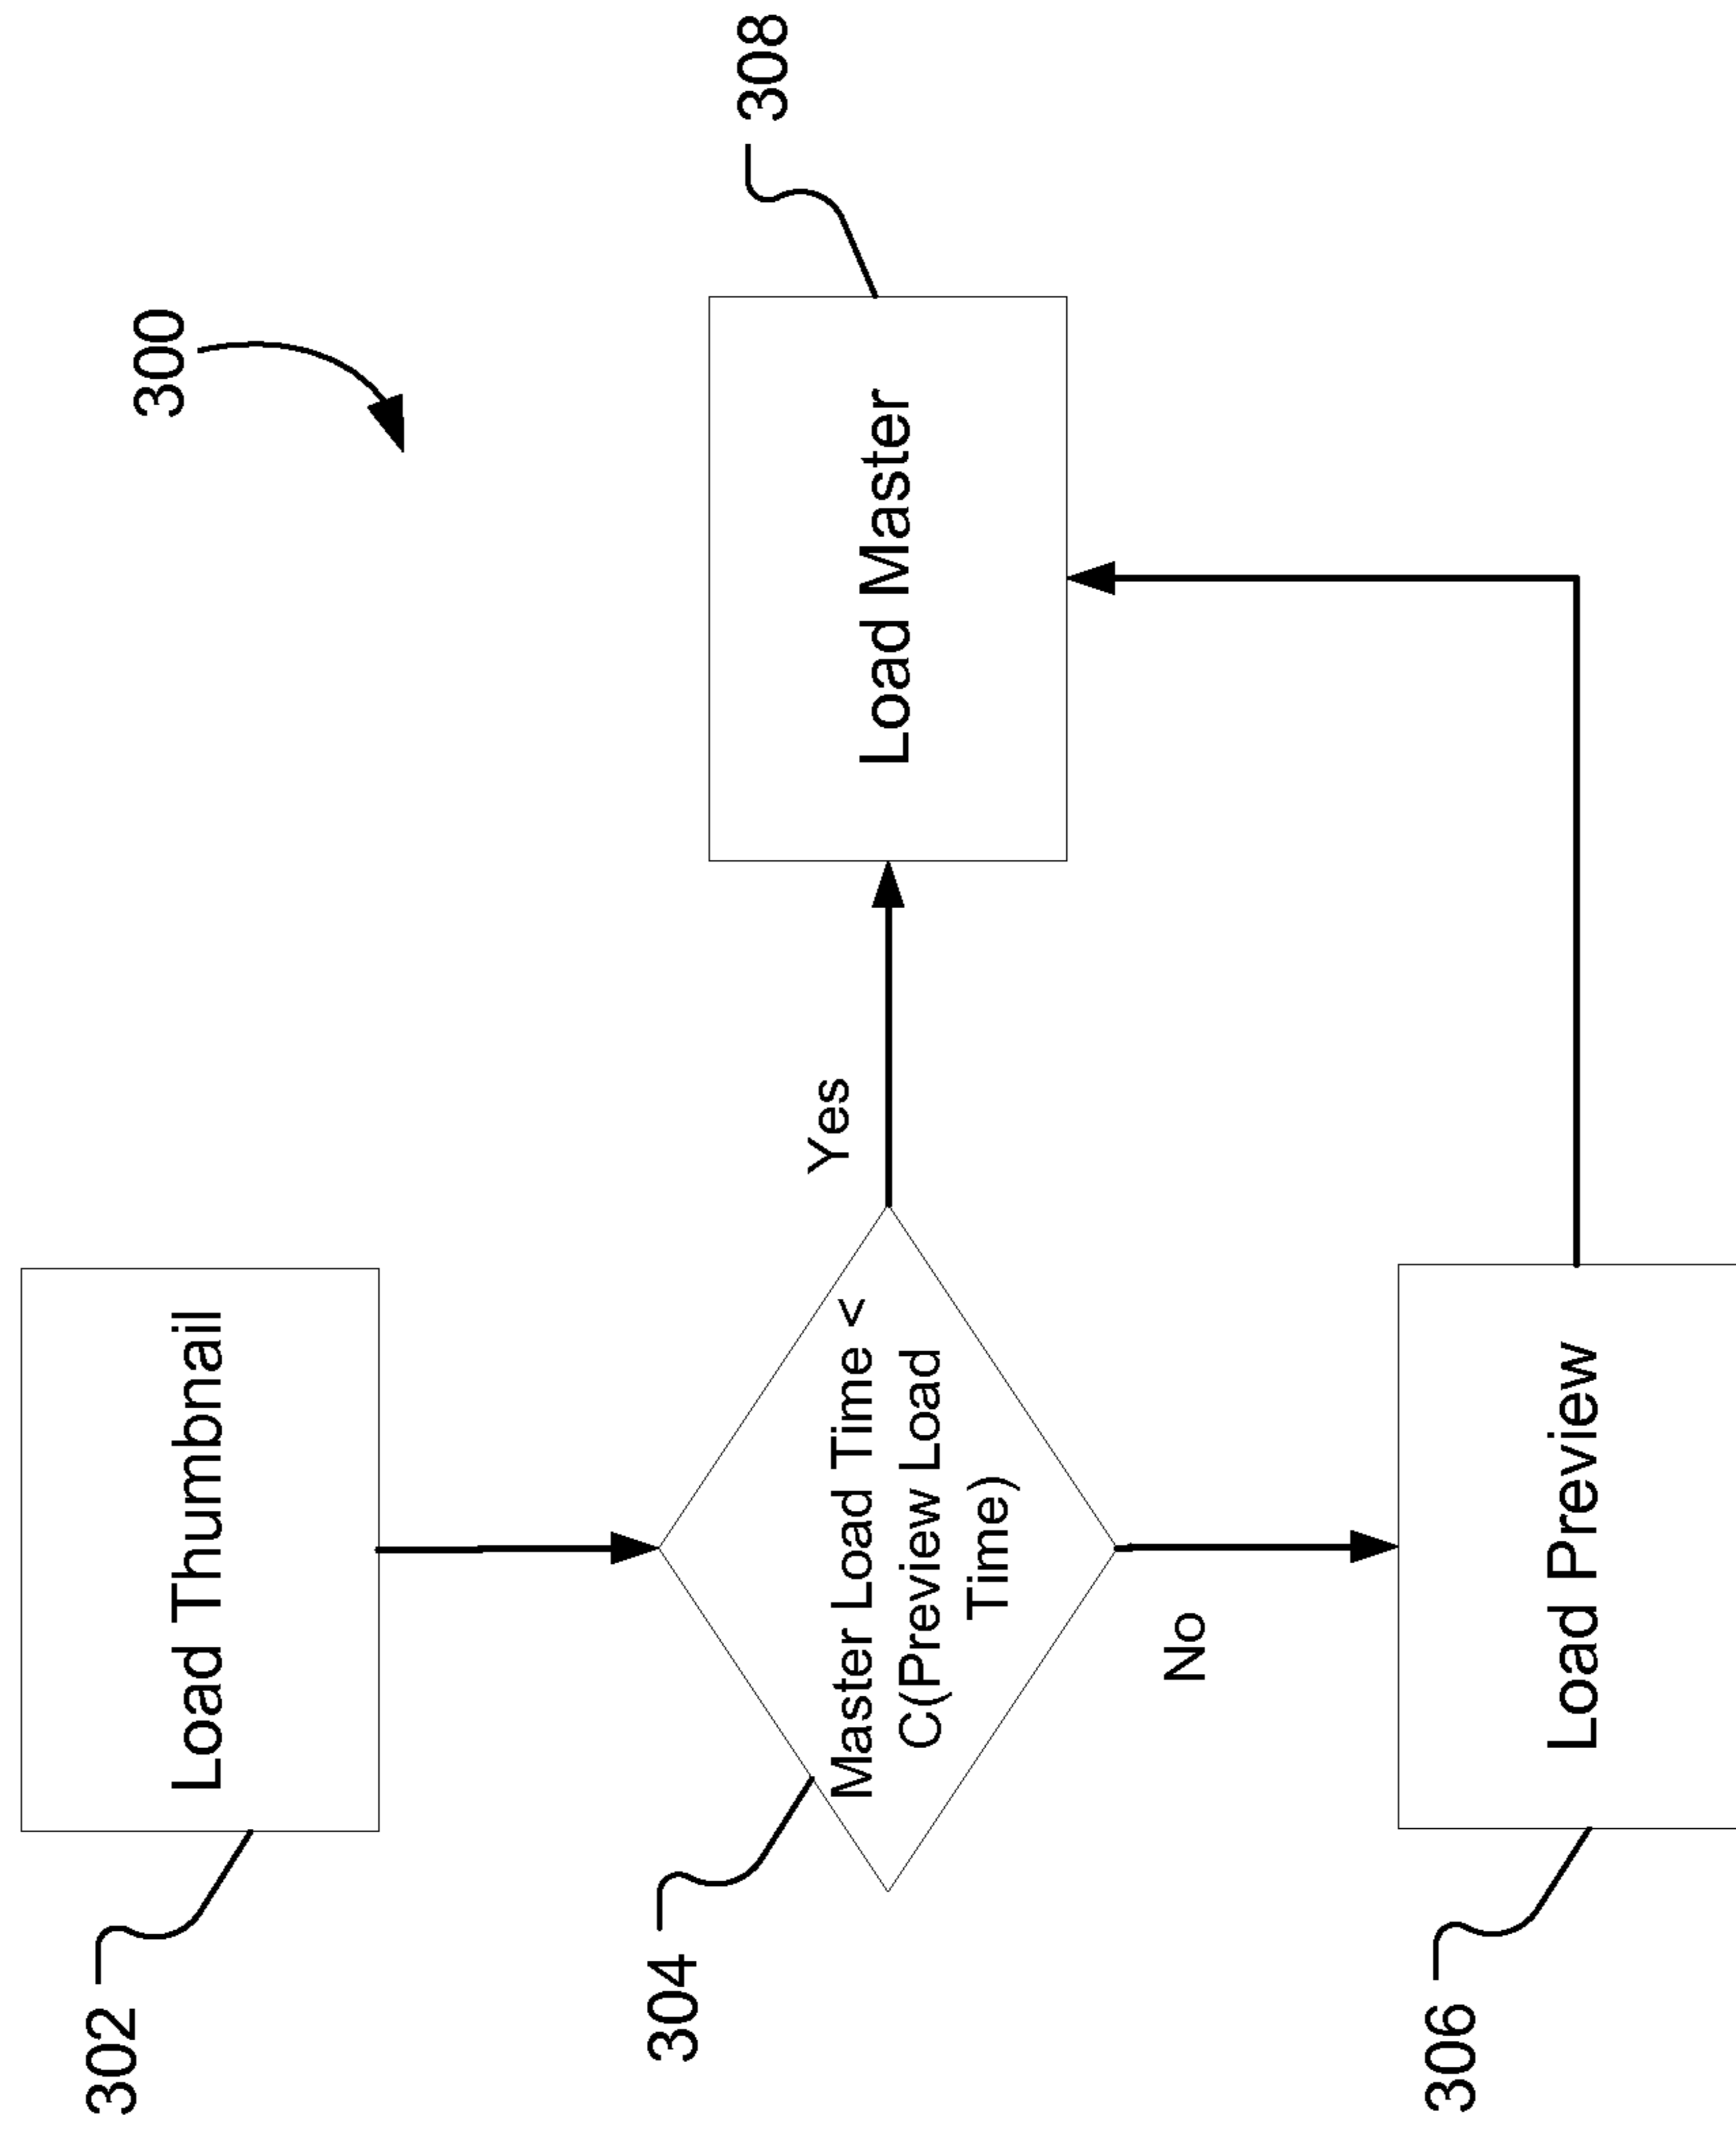 300
302
Load Thumbnail
304
Master Load Time <
C(Preview Load
Time)
Yes
308
Load Master
No
306
Load Preview